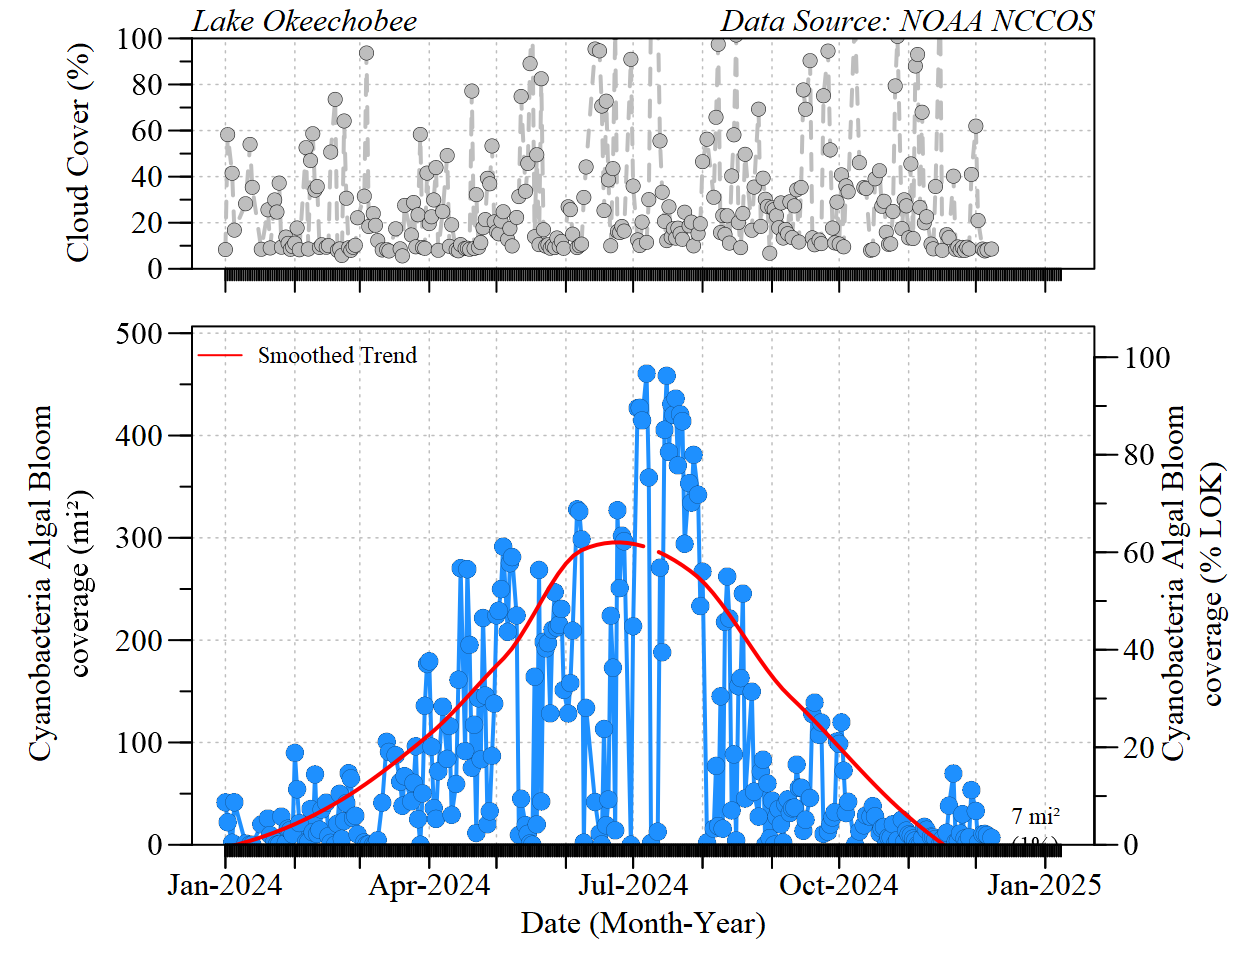 Lake Okeechobee Data Source: NOAA NCCOS
Cloud Cover (%)
100
80
60
40
20
0
Smoothed Trend
Cyanobacteria Algal Bloom
coverage (mi²)
500
400
300
200
100
0
100
80
60
40
20
0
Cyanobacteria Algal Bloom
coverage (% LOK)
7 mi²
(1%)
Jan-2024 Apr-2024 Jul-2024 Oct-2024 Jan-2025
Date (Month-Year)